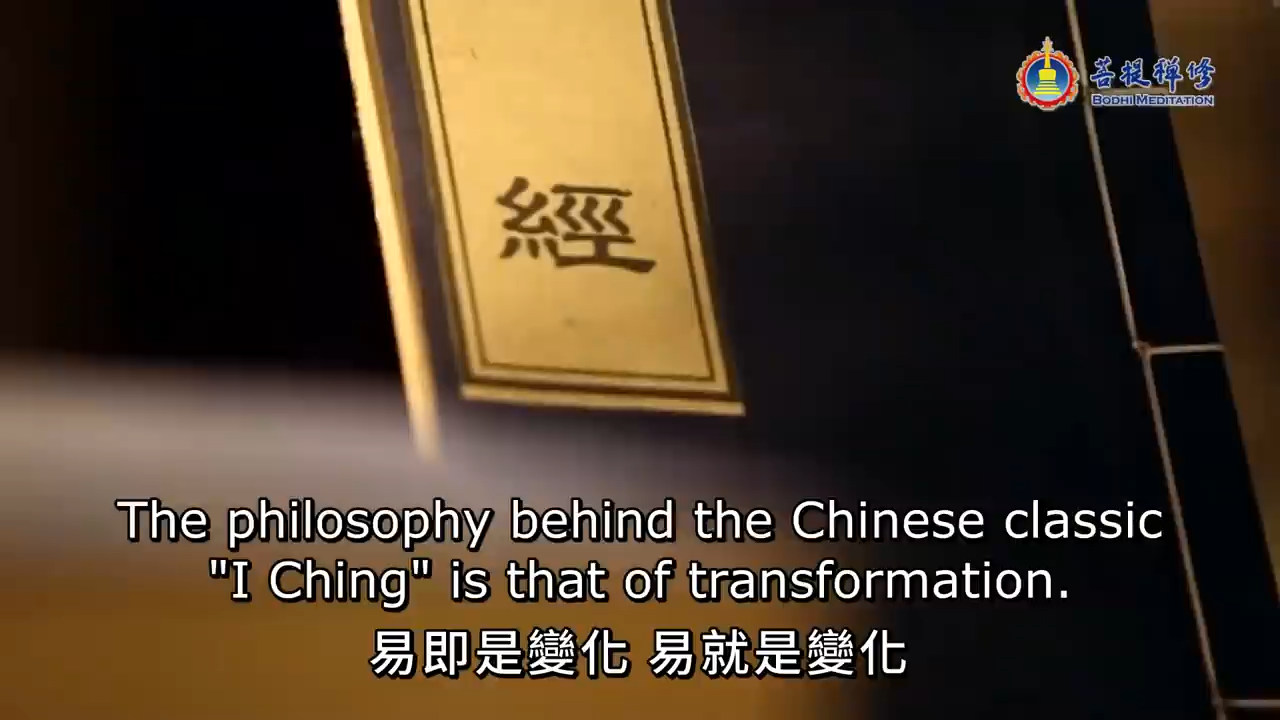 菩提禪修
BODHI MEDITATION
經
The philosophy behind the Chinese classic
"I Ching" is that of transformation.
易即是變化 易就是變化